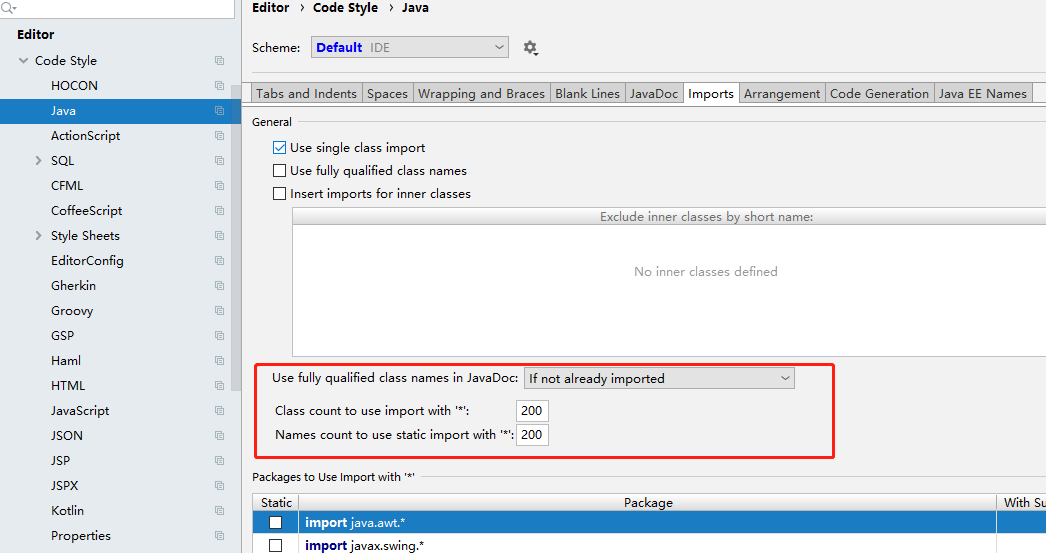 Editor > Code Style > Java
Editor
Code Style
HOCON
Java
ActionScript
SQL
CFML
CoffeeScript
Style Sheets
EditorConfig
Gherkin
Groovy
GSP
Haml
HTML
JavaScript
JSON
JSP
JSPX
Kotlin
Properties
Scheme: Default IDE
Tabs and Indents Spaces Wrapping and Braces Blank Lines JavaDoc Imports Arrangement Code Generation Java EE Names
General
Use single class import
Use fully qualified class names
Insert imports for inner classes
Exclude inner classes by short name:
No inner classes defined
Use fully qualified class names in JavaDoc: If not already imported
Class count to use import with '*': 200
Names count to use static import with '*': 200
Packages to Use Import with '*'
Static Package With Su
import java.awt.*
import javax.swing.*